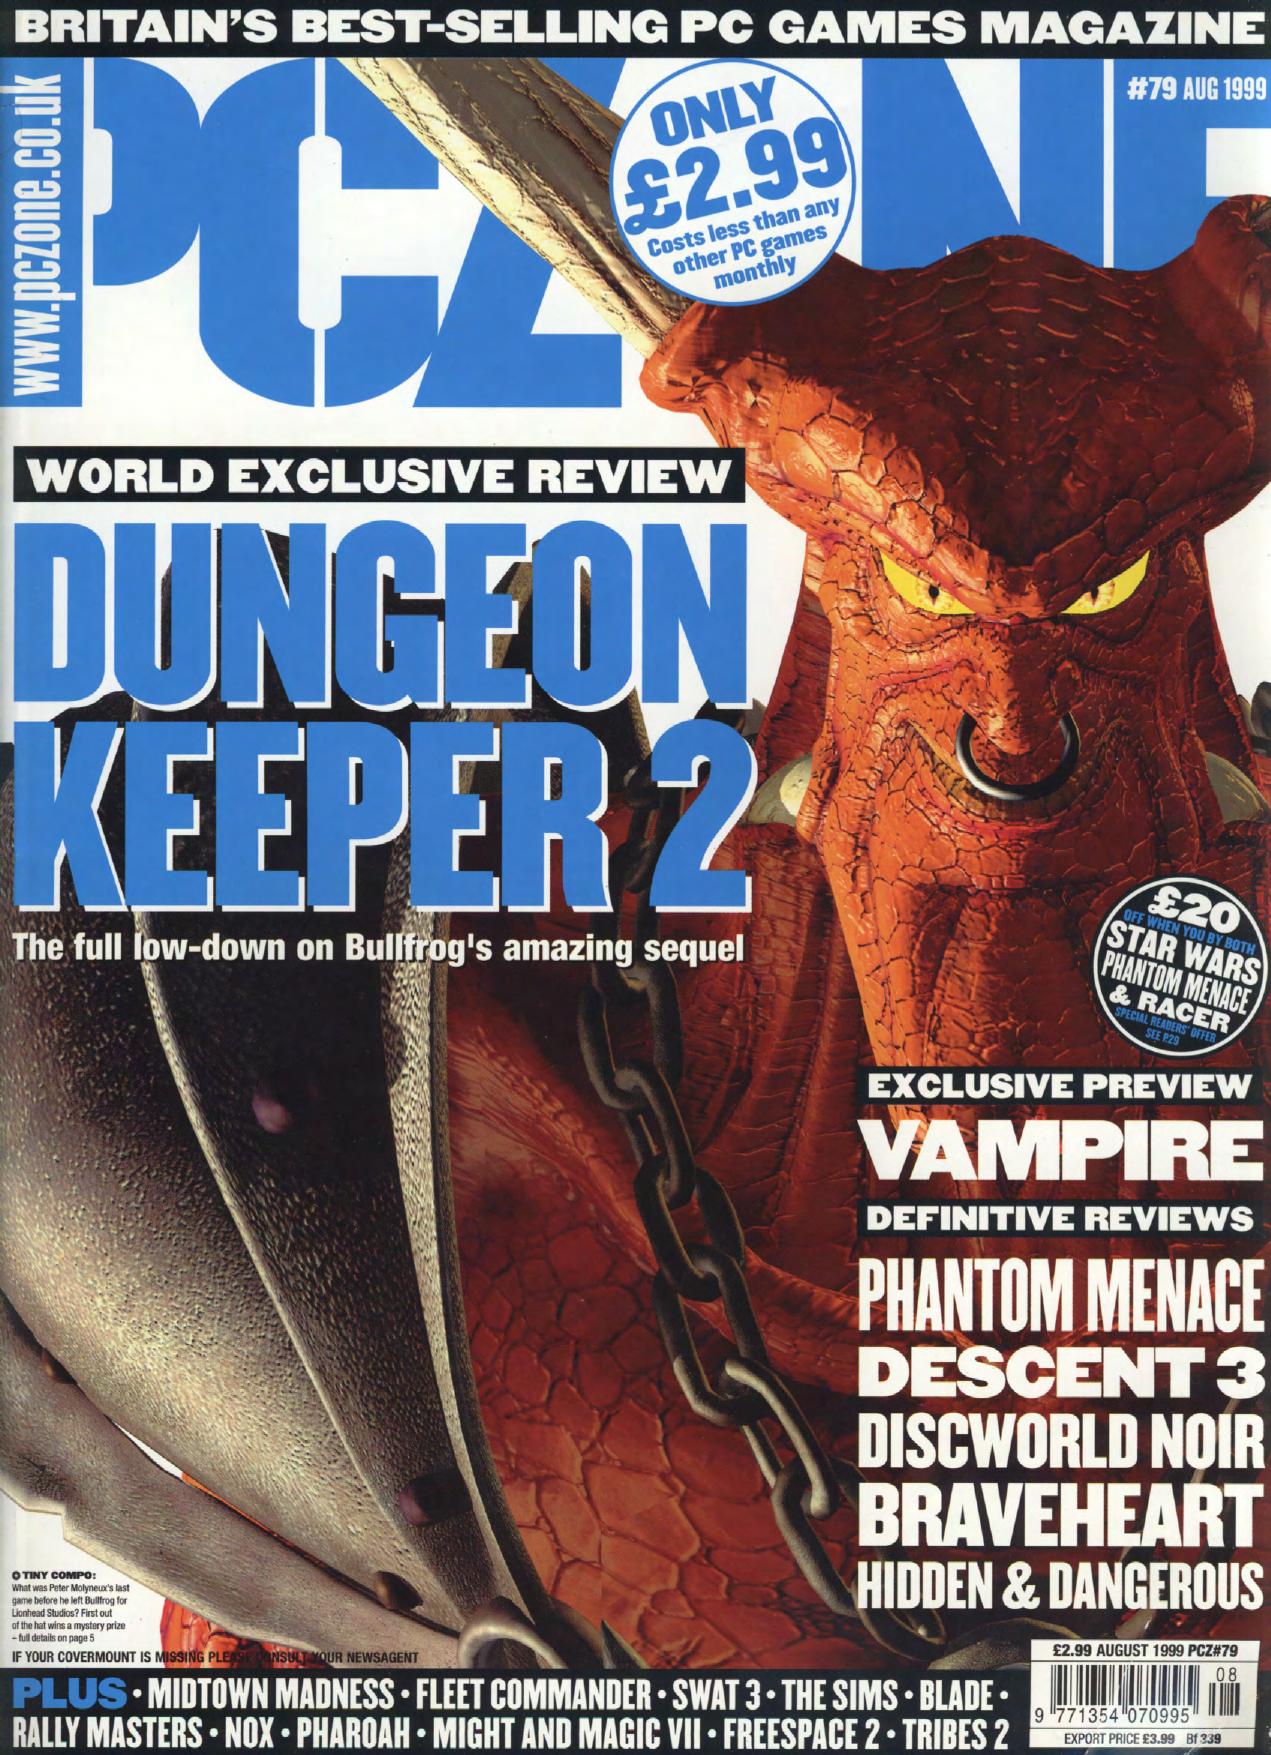 BRITAIN'S BEST-SELLING PC GAMES MAGAZINE
www.pczone.co.uk
PCZONE
#79 AUG 1999
ONLY
£2.99
Costs less than any
other PC games
monthly
WORLD EXCLUSIVE REVIEW
DUNGEON
KEEPER 2
The full low-down on Bullfrog's amazing sequel
£20
OFF WHEN YOU BY BOTH
STAR WARS
PHANTOM MENACE
& RACER
SPECIAL READERS' OFFER
SEE P.29
EXCLUSIVE PREVIEW
VAMPIRE
DEFINITIVE REVIEWS
PHANTOM MENACE
DESCENT 3
DISCWORLD NOIR
BRAVEHEART
HIDDEN & DANGEROUS
TINY COMPO:
What was Peter Molyneux's last
game before he left Bullfrog for
Lionhead Studios? First out
of the hat wins a mystery prize
– full details on page 5
IF YOUR COVERMOUNT IS MISSING PLEASE CONSULT YOUR NEWSAGENT
PLUS • MIDTOWN MADNESS • FLEET COMMANDER • SWAT 3 • THE SIMS • BLADE •
RALLY MASTERS • NOX • PHAROAH • MIGHT AND MAGIC VII • FREESPACE 2 • TRIBES 2
£2.99 AUGUST 1999 PCZ#79
08
9 771354 070995
EXPORT PRICE £3.99